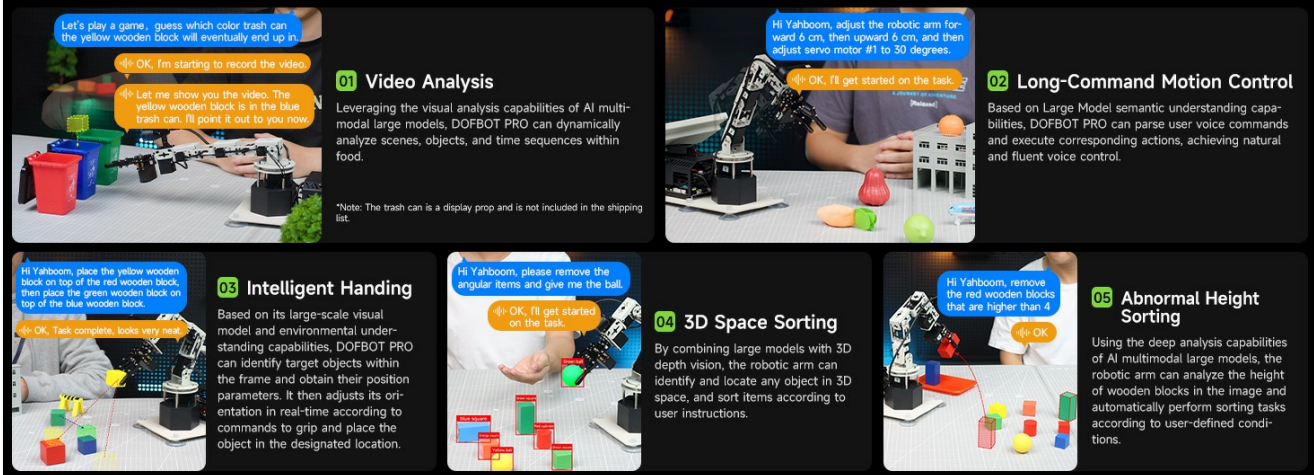 Let's play a game, guess which color trash can
the yellow wooden block will eventually end up in.
OK, I'm starting to record the video.
Let me show you the video. The
yellow wooden block is in the blue
trash can. I'll point it out to you now.
01 Video Analysis
Leveraging the visual analysis capabilities of AI multi-
modal large models, DOFBOT PRO can dynamically
analyze scenes, objects, and time sequences within
food.
*Note: The trash can is a display prop and is not included in the shipping
list.
Hi Yahboom, adjust the robotic arm for-
ward 6 cm, then upward 6 cm, and then
adjust servo motor #1 to 30 degrees.
OK, I'll get started on the task.
02 Long-Command Motion Control
Based on Large Model semantic understanding capa-
bilities, DOFBOT PRO can parse user voice commands
and execute corresponding actions, achieving natural
and fluent voice control.
Hi Yahboom, place the yellow wooden
block on top of the red wooden block,
then place the green wooden block on
top of the blue wooden block.
OK, Task complete, looks very neat.
03 Intelligent Handing
Based on its large-scale visual
model and environmental under-
standing capabilities, DOFBOT PRO
can identify target objects within
the frame and obtain their position
parameters. It then adjusts its ori-
entation in real-time according to
commands to grip and place the
object in the designated location.
Hi Yahboom, please remove the
angular items and give me the ball.
OK, I'll get started
on the task.
Green ball
Blue square
Yellow ball
04 3D Space Sorting
By combining large models with 3D
depth vision, the robotic arm can
identify and locate any object in 3D
space, and sort items according to
user instructions.
Hi Yahboom, remove
the red wooden blocks
that are higher than 4
OK
05 Abnormal Height
Sorting
Using the deep analysis capabilities
of AI multimodal large models, the
robotic arm can analyze the height
of wooden blocks in the image and
automatically perform sorting tasks
according to user-defined condi-
tions.